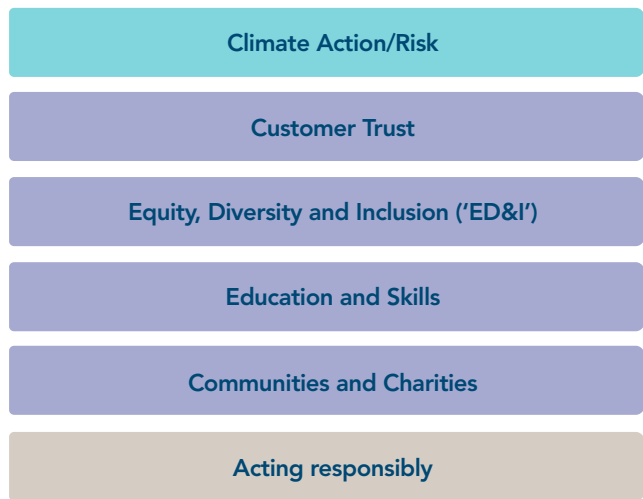 Climate Action/Risk
Customer Trust
Equity, Diversity and Inclusion (‘ED&I’)
Education and Skills
Communities and Charities
Acting responsibly